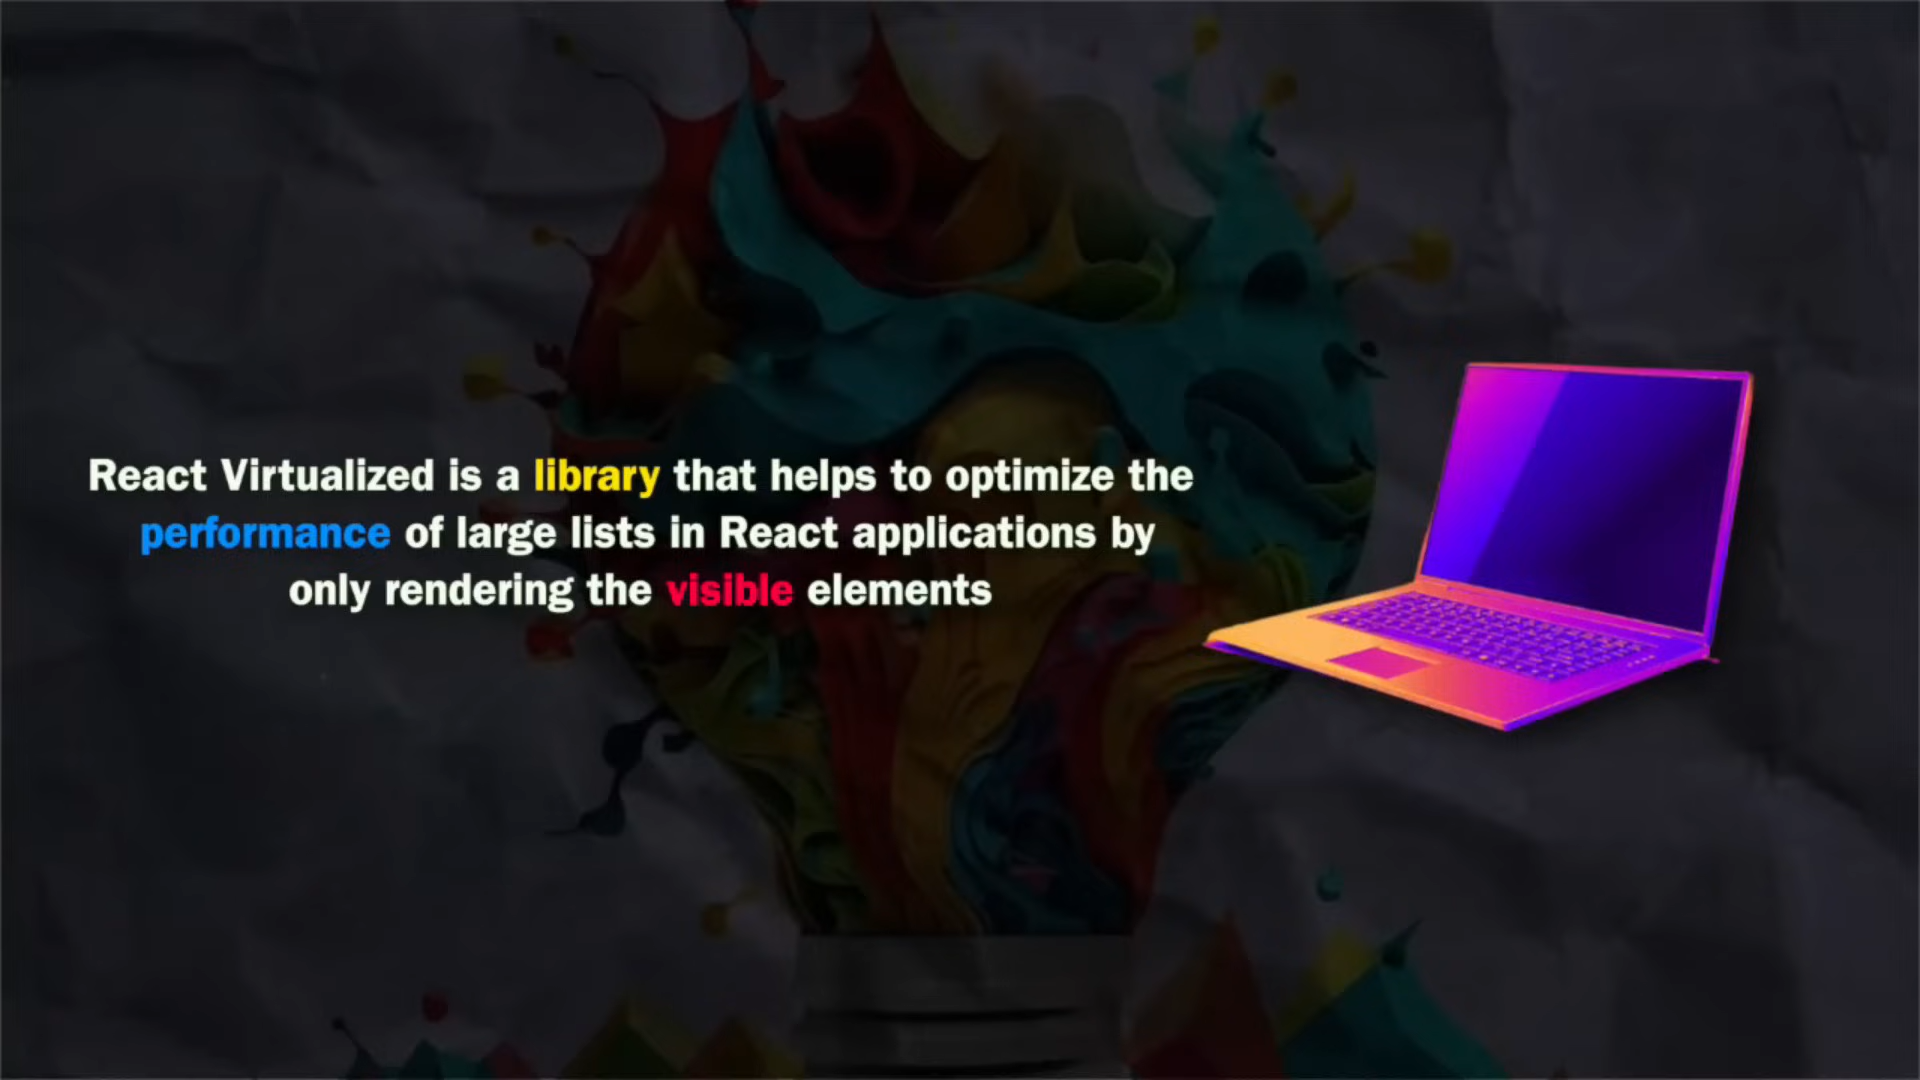 React Virtualized is a library that helps to optimize the
performance of large lists in React applications by
only rendering the visible elements